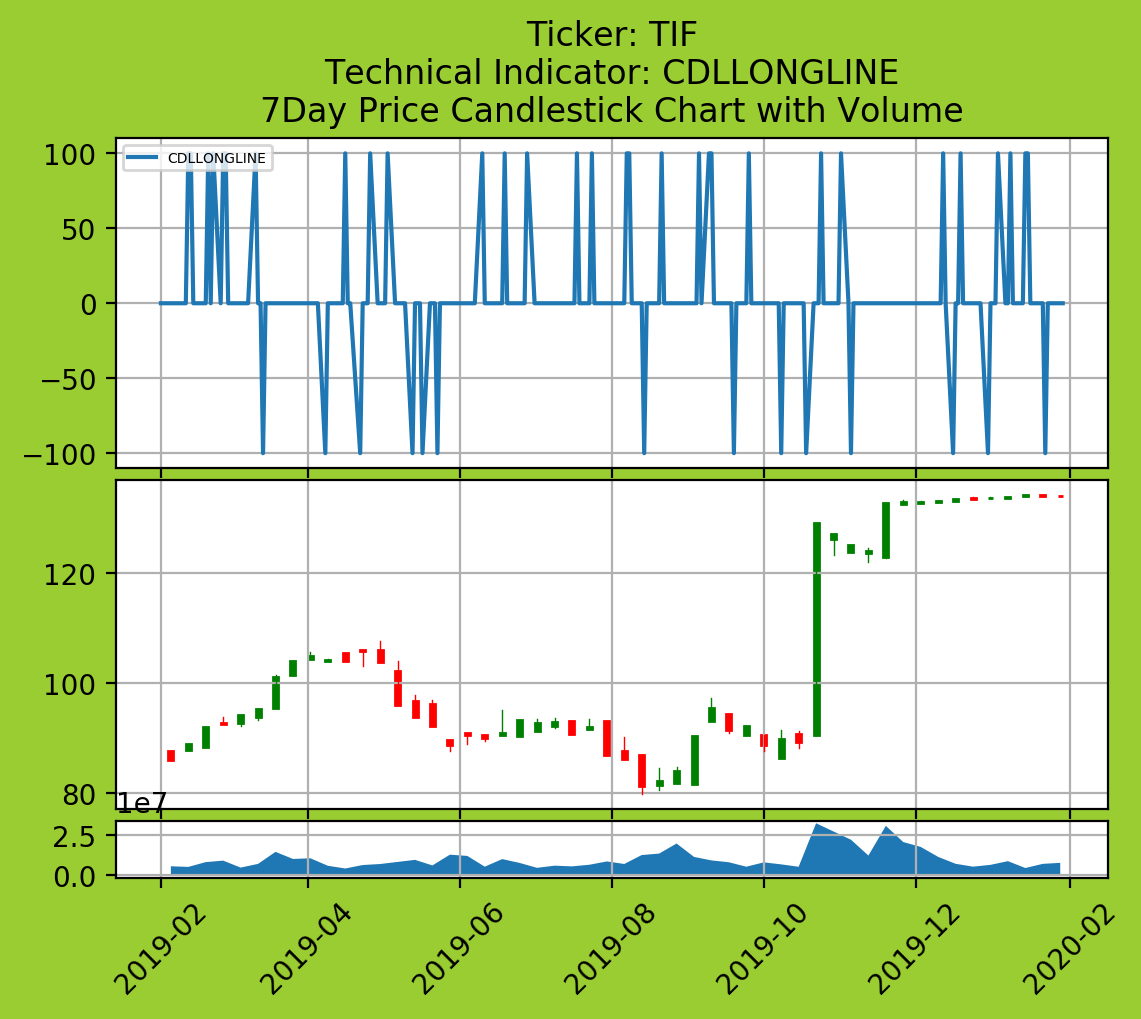 Ticker: TIF
Technical Indicator: CDLLONGLINE
7Day Price Candlestick Chart with Volume
100
CDLLONGLINE
50
0
−50
−100
120
100
80
1e7
2.5
0.0
2019-02 2019-04 2019-06 2019-08 2019-10 2019-12 2020-02